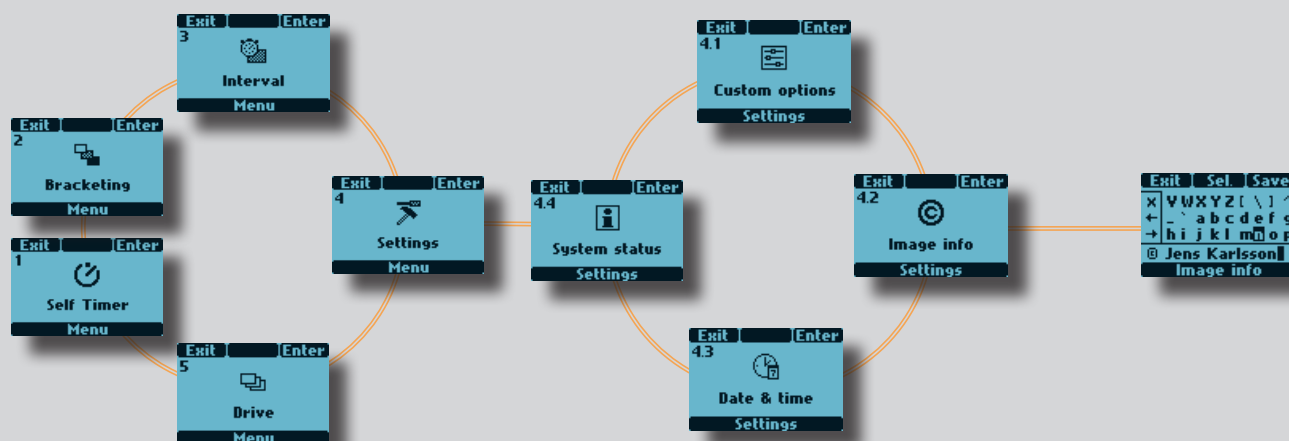 Exit Enter
3
Interval
Menu
Exit Enter
2
Bracketing
Menu
Exit Enter
1
Self Timer
Menu
Exit Enter
5
Drive
Menu
Exit Enter
4
Settings
Menu
Exit Enter
4.4
System status
Settings
Exit Enter
4.1
Custom options
Settings
Exit Enter
4.2
© Image info
Settings
Exit Enter
4.3
7
Date & time
Settings
Exit Sel. Save
× V W X Y Z [ \ ] ^
← _ ` a b c d e f g
→ h i j k l m n o p
© Jens Karlsson
Image info